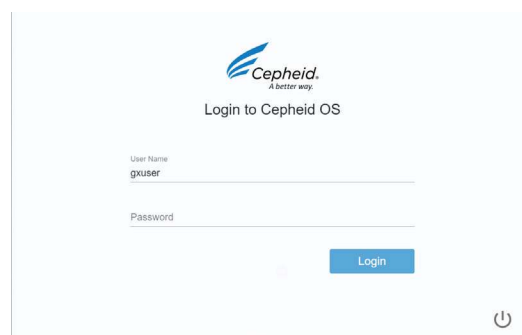 Cepheid.
A better way.
Login to Cepheid OS
User Name
gxuser
Password
Login